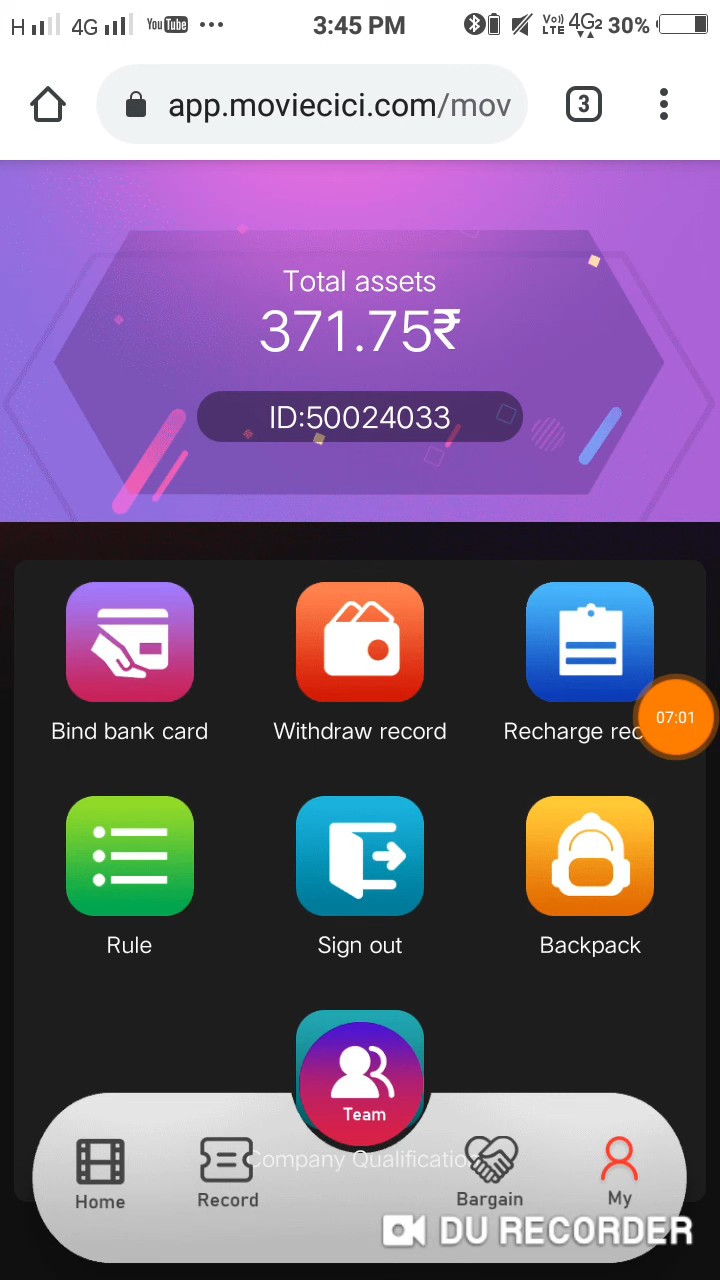 H 4G YouTube ••• 3:45 PM Vo) LTE 4G2 30%
app.moviecici.com/mov 3
Total assets
371.75₹
ID:50024033
Bind bank card Withdraw record Recharge rec
07:01
Rule Sign out Backpack
Team
Company Qualificatio
Home Record Bargain My
DU RECORDER